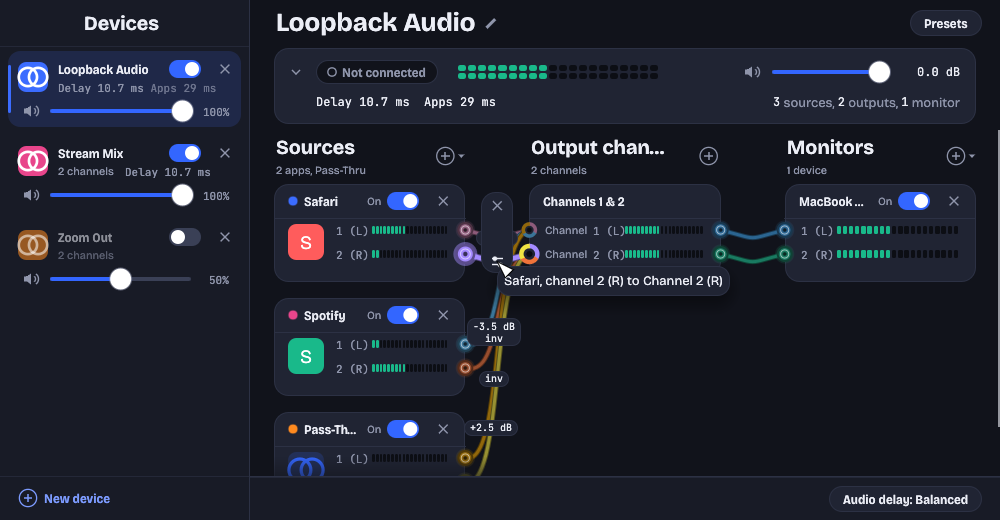 Devices
Loopback Audio
Delay 10.7 ms Apps 29 ms
100%
Stream Mix
2 channels Delay 10.7 ms
100%
Zoom Out
2 channels
50%
New device
Loopback Audio
Presets
Not connected
0.0 dB
Delay 10.7 ms Apps 29 ms
3 sources, 2 outputs, 1 monitor
Sources
2 apps, Pass-Thru
Output chan...
2 channels
Monitors
1 device
Safari On
S
1 (L)
2 (R)
Channels 1 & 2
Channel 1 (L)
Channel 2 (R)
MacBook ... On
1 (L)
2 (R)
Safari, channel 2 (R) to Channel 2 (R)
Spotify On
S
1 (L)
2 (R)
-3.5 dB
inv
inv
+2.5 dB
Pass-Th...
1 (L)
Audio delay: Balanced